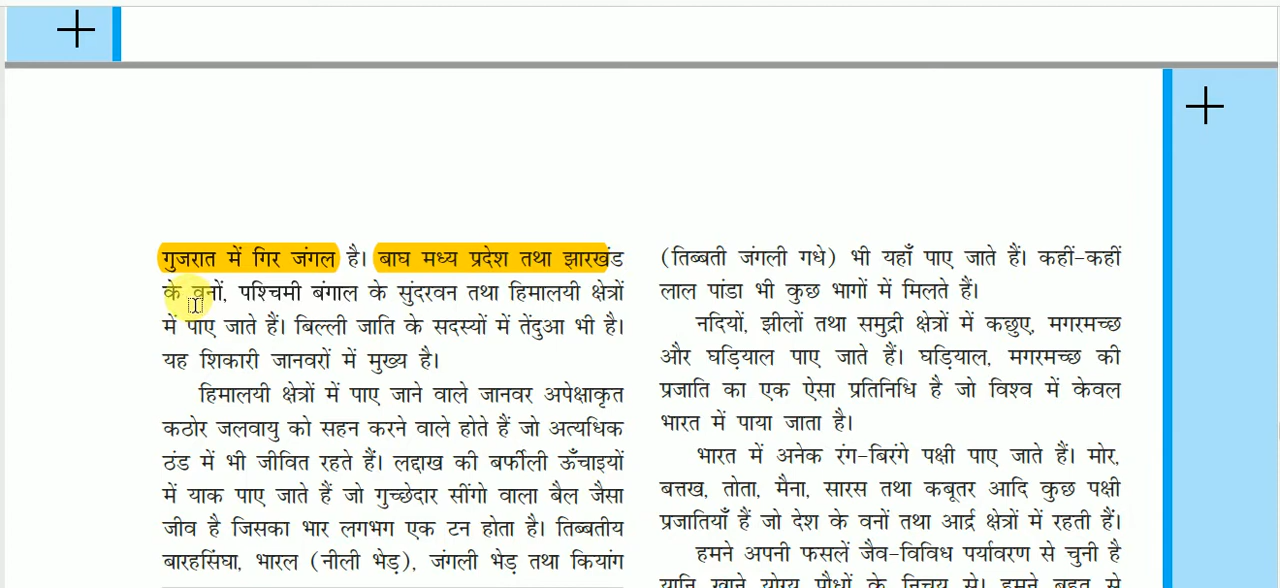 गुजरात में गिर जंगल है। बाघ मध्य प्रदेश तथा झारखंड
के वनों, पश्चिमी बंगाल के सुंदरवन तथा हिमालयी क्षेत्रों
में पाए जाते हैं। बिल्ली जाति के सदस्यों में तेंदुआ भी है।
यह शिकारी जानवरों में मुख्य है।
हिमालयी क्षेत्रों में पाए जाने वाले जानवर अपेक्षाकृत
कठोर जलवायु को सहन करने वाले होते हैं जो अत्यधिक
ठंड में भी जीवित रहते हैं। लद्दाख की बर्फीली ऊँचाइयों
में याक पाए जाते हैं जो गुच्छेदार सींगो वाला बैल जैसा
जीव है जिसका भार लगभग एक टन होता है। तिब्बतीय
बारहसिंघा, भारल (नीली भेड़), जंगली भेड़ तथा कियांग
(तिब्बती जंगली गधे) भी यहाँ पाए जाते हैं। कहीं-कहीं
लाल पांडा भी कुछ भागों में मिलते हैं।
नदियों, झीलों तथा समुद्री क्षेत्रों में कछुए, मगरमच्छ
और घड़ियाल पाए जाते हैं। घड़ियाल, मगरमच्छ की
प्रजाति का एक ऐसा प्रतिनिधि है जो विश्व में केवल
भारत में पाया जाता है।
भारत में अनेक रंग-बिरंगे पक्षी पाए जाते हैं। मोर,
बत्तख, तोता, मैना, सारस तथा कबूतर आदि कुछ पक्षी
प्रजातियाँ हैं जो देश के वनों तथा आर्द्र क्षेत्रों में रहती हैं।
हमने अपनी फसलें जैव-विविध पर्यावरण से चुनी है
यानि खाने योग्य पौधों के निचय से। हमने बहुत से